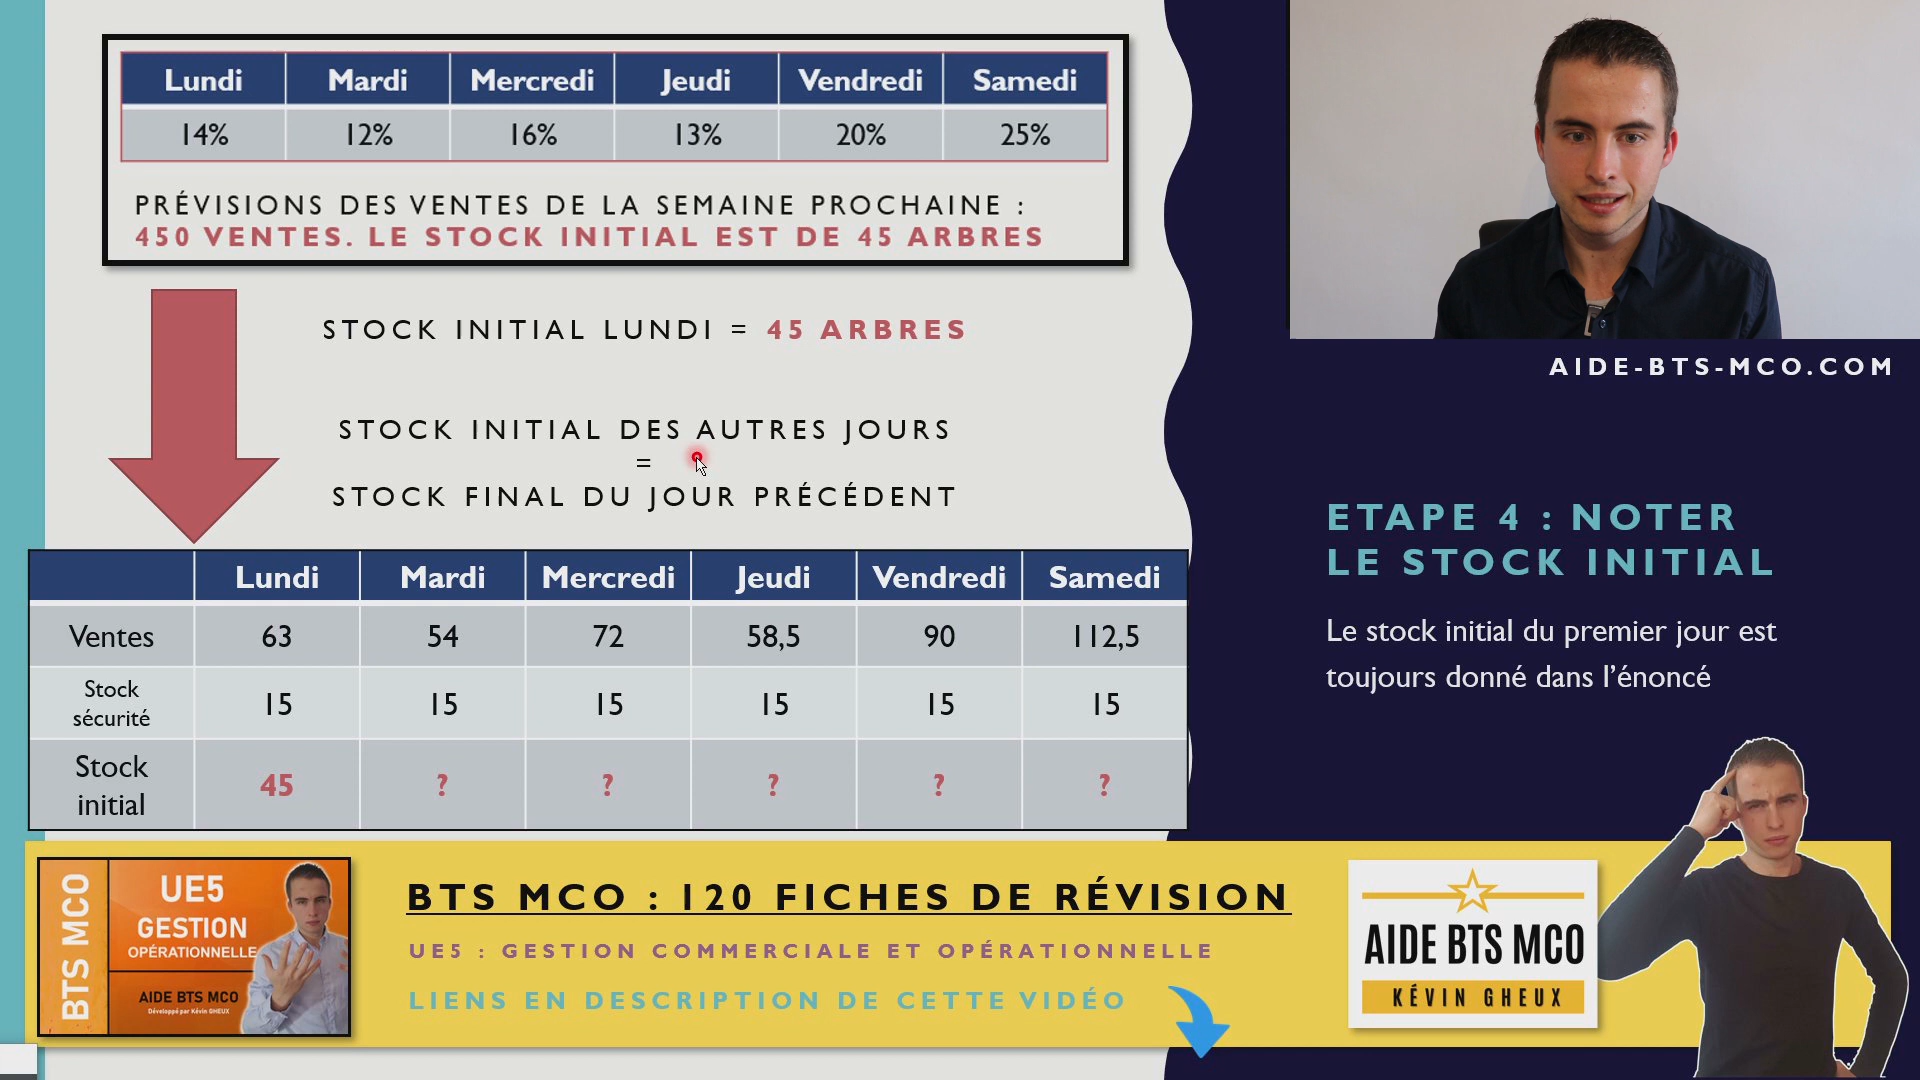 Lundi Mardi Mercredi Jeudi Vendredi Samedi
14% 12% 16% 13% 20% 25%
PRÉVISIONS DES VENTES DE LA SEMAINE PROCHAINE :
450 VENTES. LE STOCK INITIAL EST DE 45 ARBRES
STOCK INITIAL LUNDI = 45 ARBRES
STOCK INITIAL DES AUTRES JOURS
=
STOCK FINAL DU JOUR PRÉCÉDENT
Lundi Mardi Mercredi Jeudi Vendredi Samedi
Ventes 63 54 72 58,5 90 112,5
Stock
sécurité 15 15 15 15 15 15
Stock
initial 45 ? ? ? ? ?
AIDE-BTS-MCO.COM
ETAPE 4 : NOTER
LE STOCK INITIAL
Le stock initial du premier jour est
toujours donné dans l'énoncé
BTS MCO
UE5
GESTION
OPÉRATIONNELLE
AIDE BTS MCO
Développé par Kévin GHEUX
BTS MCO : 120 FICHES DE RÉVISION
UE5 : GESTION COMMERCIALE ET OPÉRATIONNELLE
LIENS EN DESCRIPTION DE CETTE VIDÉO
AIDE BTS MCO
KÉVIN GHEUX